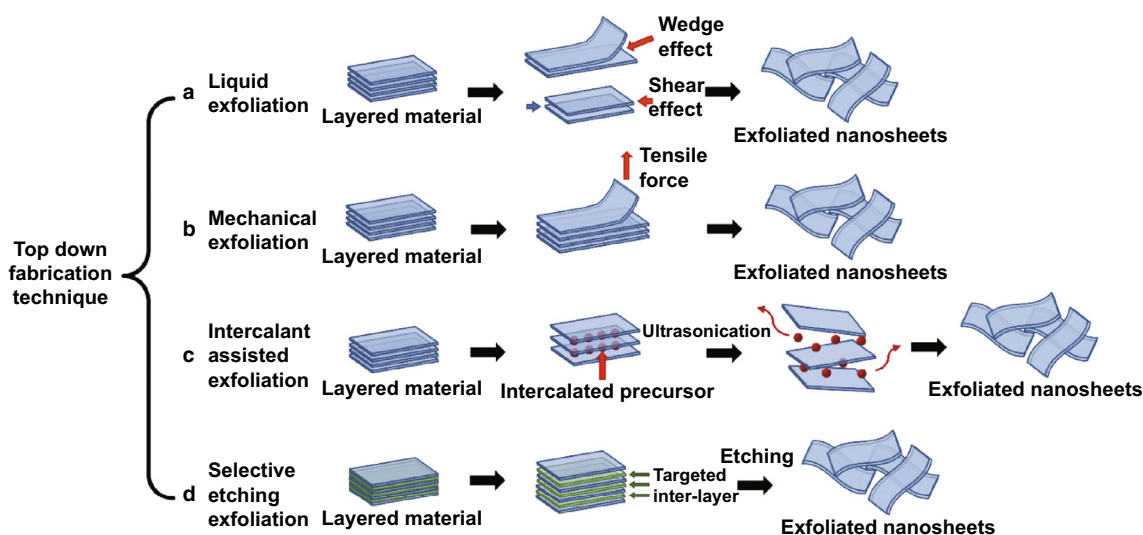 Top down
fabrication
technique
a
Liquid
exfoliation
Layered material
Wedge
effect
Shear
effect
Exfoliated nanosheets
b
Mechanical
exfoliation
Layered material
Tensile
force
Exfoliated nanosheets
c
Intercalant
assisted
exfoliation
Layered material
Intercalated precursor
Ultrasonication
Exfoliated nanosheets
d
Selective
etching
exfoliation
Layered material
Targeted
inter-layer
Etching
Exfoliated nanosheets